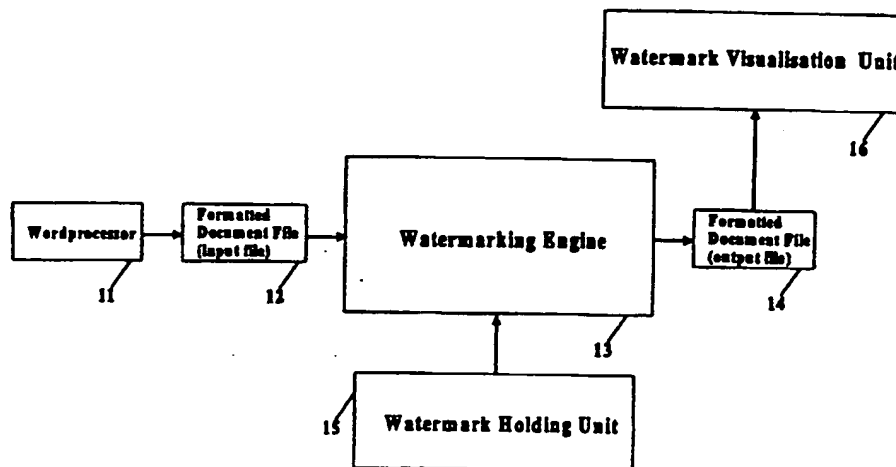 Watermark Visualisation Unit
16
Wordprocessor
11
Formatted
Document File
(input file)
12
Watermarking Engine
13
Formatted
Document File
(output file)
14
15
Watermark Holding Unit